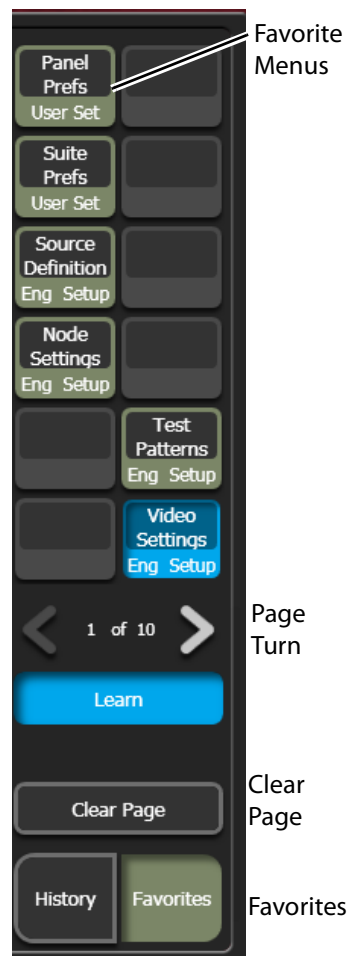 Favorite
Menus
Panel
Prefs
User Set
Suite
Prefs
User Set
Source
Definition
Eng Setup
Node
Settings
Eng Setup
Test
Patterns
Eng Setup
Video
Settings
Eng Setup
1 of 10
Page
Turn
Learn
Clear Page
Clear
Page
History
Favorites
Favorites